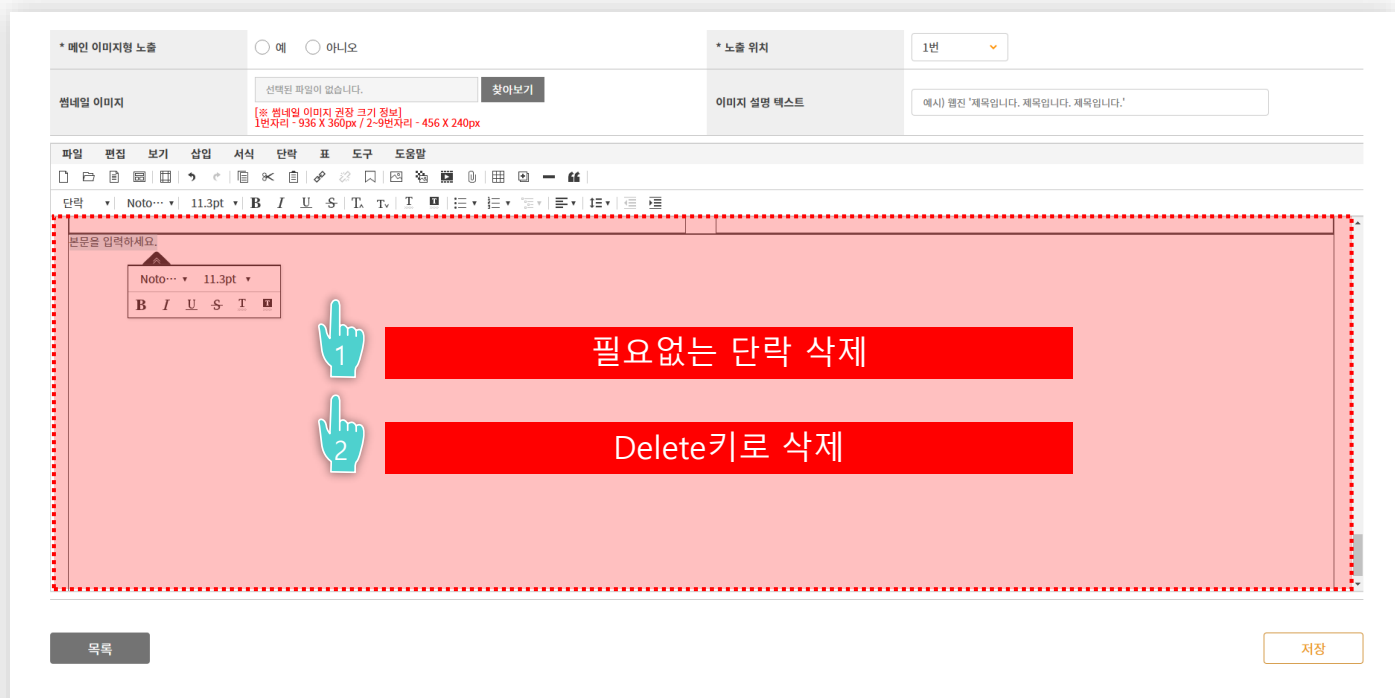 * 메인 이미지형 노출
예
아니오
* 노출 위치
1번
썸네일 이미지
선택된 파일이 없습니다.
찾아보기
[※ 썸네일 이미지 권장 크기 정보]
1번자리 - 936 X 360px / 2~9번자리 - 456 X 240px
이미지 설명 텍스트
예시) 웹진 '제목입니다. 제목입니다. 제목입니다.'
파일 편집 보기 삽입 서식 단락 표 도구 도움말
단락 Noto··· 11.3pt B I U S T T T T
본문을 입력하세요.
Noto··· 11.3pt
B I U S T T
1
필요없는 단락 삭제
2
Delete키로 삭제
목록
저장